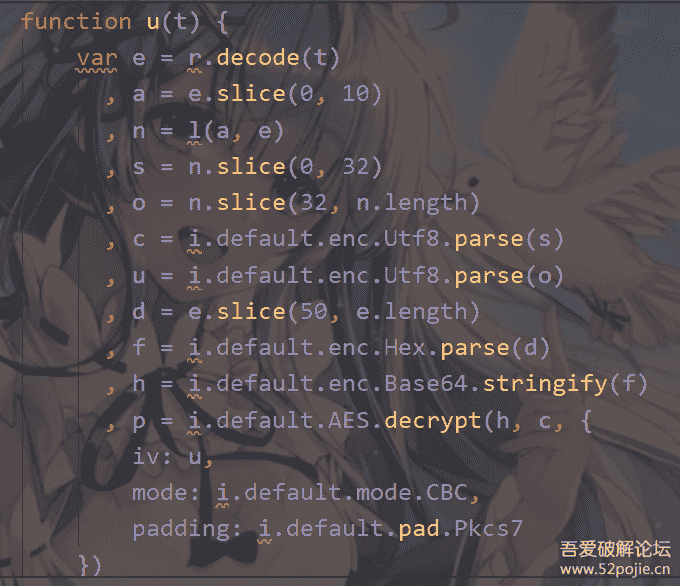 function u(t) {
var e = r.decode(t)
, a = e.slice(0, 10)
, n = l(a, e)
, s = n.slice(0, 32)
, o = n.slice(32, n.length)
, c = i.default.enc.Utf8.parse(s)
, u = i.default.enc.Utf8.parse(o)
, d = e.slice(50, e.length)
, f = i.default.enc.Hex.parse(d)
, h = i.default.enc.Base64.stringify(f)
, p = i.default.AES.decrypt(h, c, {
iv: u,
mode: i.default.mode.CBC,
padding: i.default.pad.Pkcs7
})
吾爱破解论坛
www.52pojie.cn